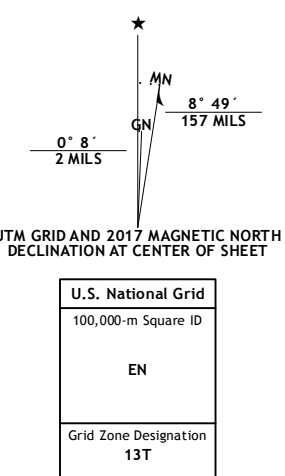 MN
8° 49´
157 MILS
GN
0° 8´
2 MILS
UTM GRID AND 2017 MAGNETIC NORTH
DECLINATION AT CENTER OF SHEET
U.S. National Grid
100,000-m Square ID
EN
Grid Zone Designation
13T